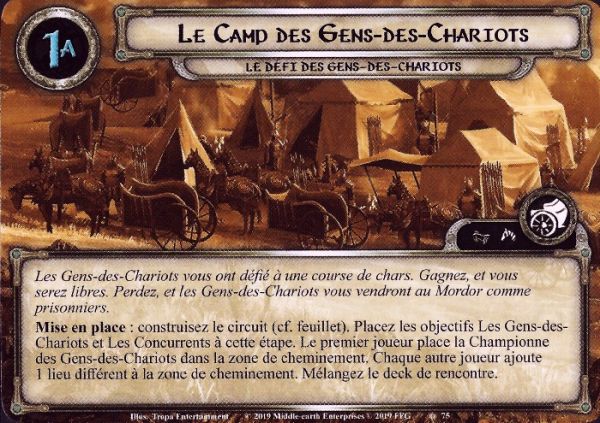 1A
Le Camp des Gens-des-Chariots
Le Défi des Gens-des-Chariots
Les Gens-des-Chariots vous ont défié à une course de chars. Gagnez, et vous
serez libres. Perdez, et les Gens-des-Chariots vous vendront au Mordor comme
prisonniers.
Mise en place : construisez le circuit (cf. feuillet). Placez les objectifs Les Gens-des-
Chariots et Les Concurrents à cette étape. Le premier joueur place la Championne
des Gens-des-Chariots dans la zone de cheminement. Chaque autre joueur ajoute
1 lieu différent à la zone de cheminement. Mélangez le deck de rencontre.
Illus. Tropa Entertainment © 2019 Middle-earth Enterprises © 2019 FFG 75